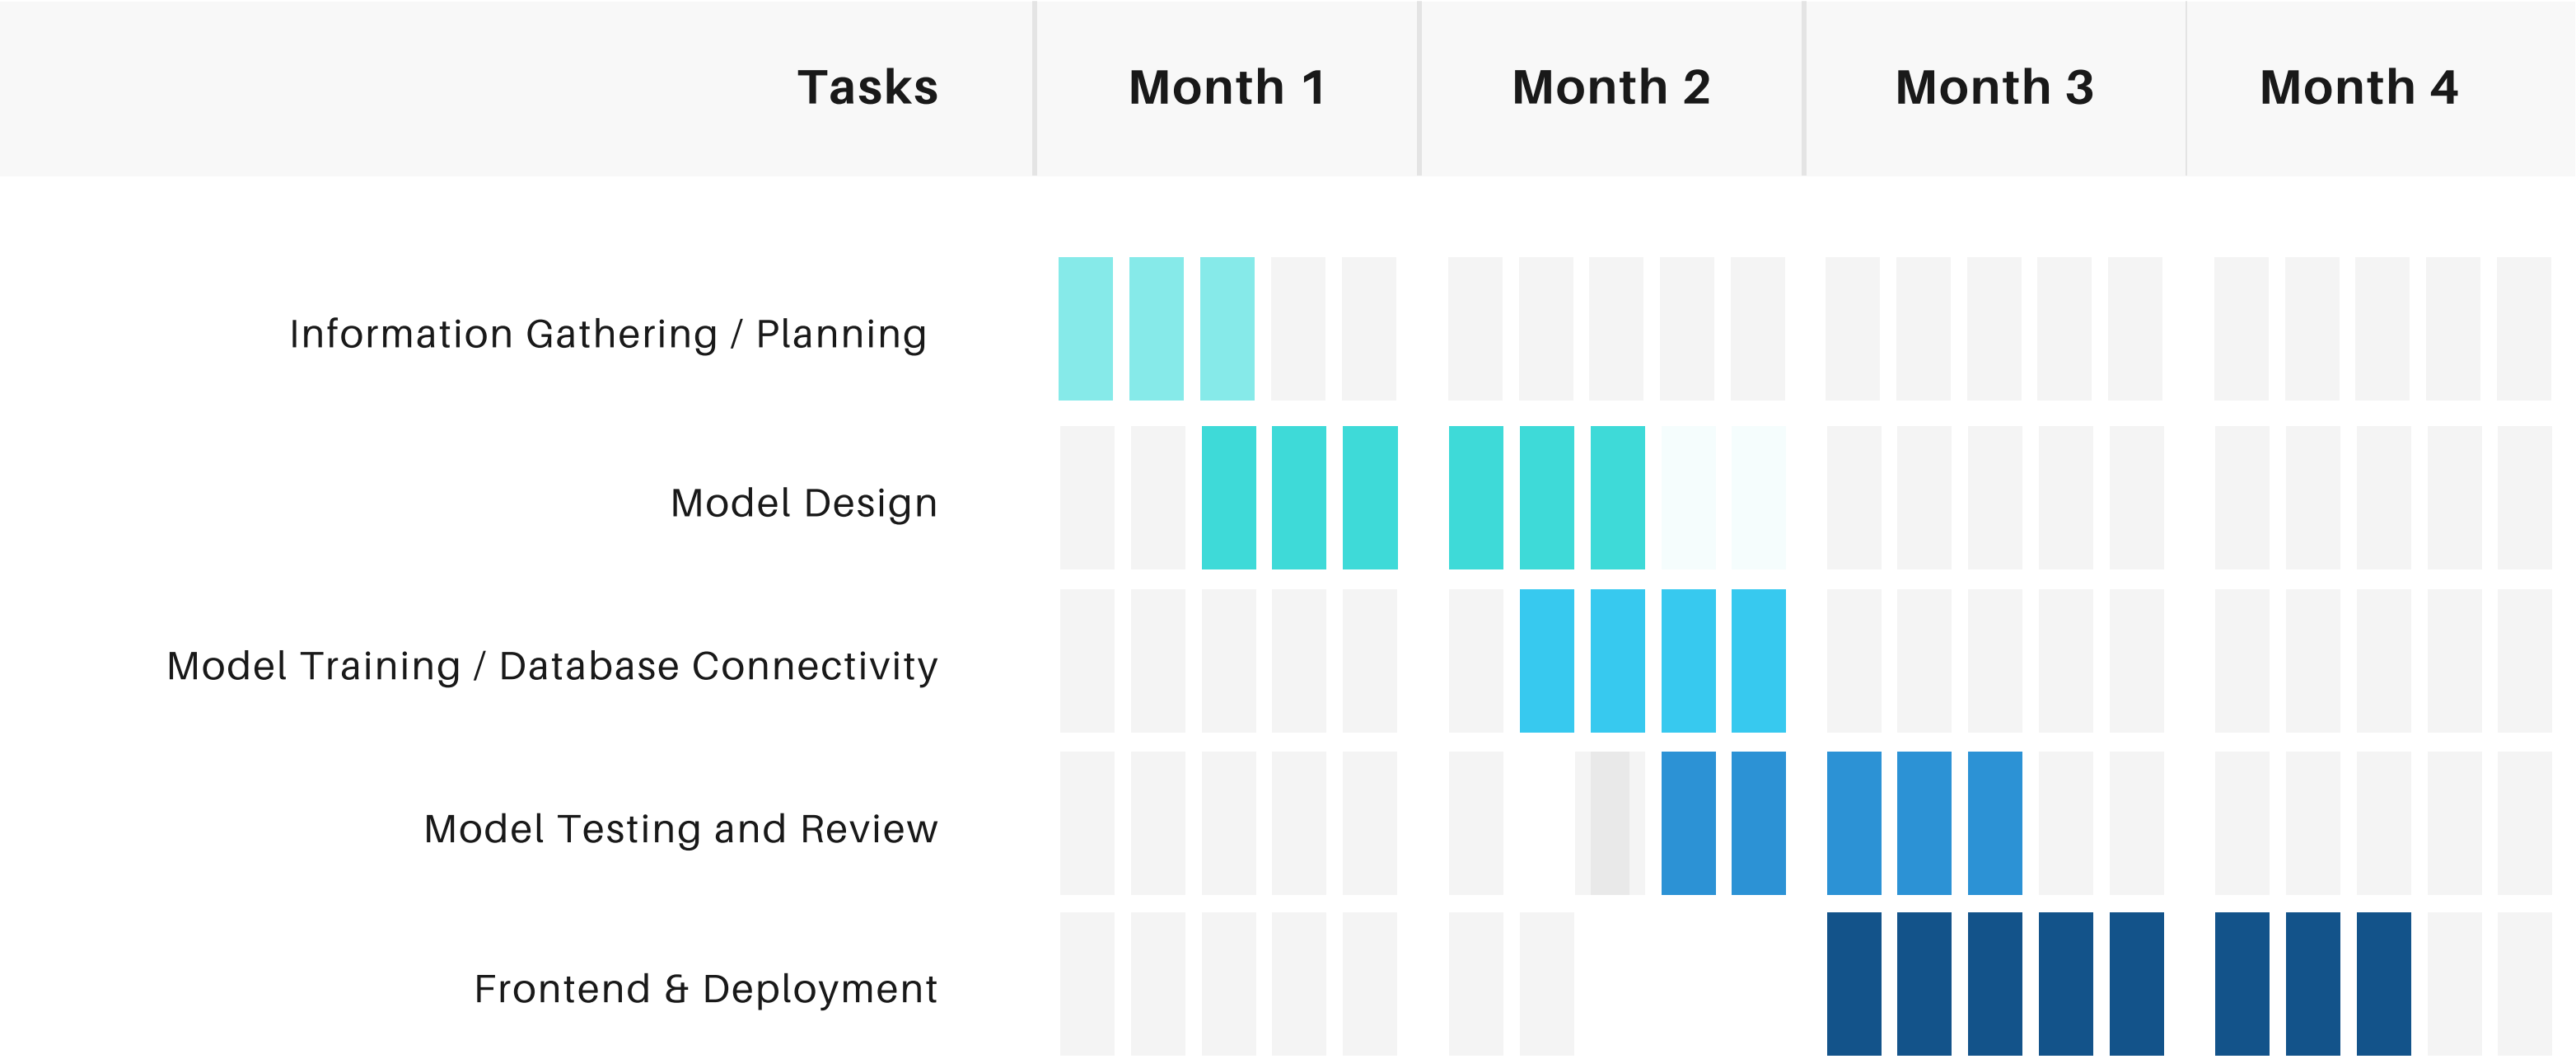 Tasks Month 1 Month 2 Month 3 Month 4
Information Gathering / Planning
Model Design
Model Training / Database Connectivity
Model Testing and Review
Frontend & Deployment